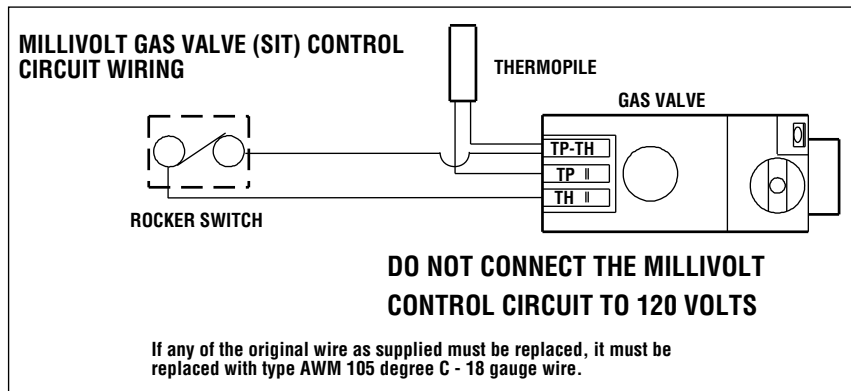 MILLIVOLT GAS VALVE (SIT) CONTROL
CIRCUIT WIRING
THERMOPILE
GAS VALVE
TP-TH
TP II
TH II
ROCKER SWITCH
DO NOT CONNECT THE MILLIVOLT
CONTROL CIRCUIT TO 120 VOLTS
If any of the original wire as supplied must be replaced, it must be
replaced with type AWM 105 degree C - 18 gauge wire.